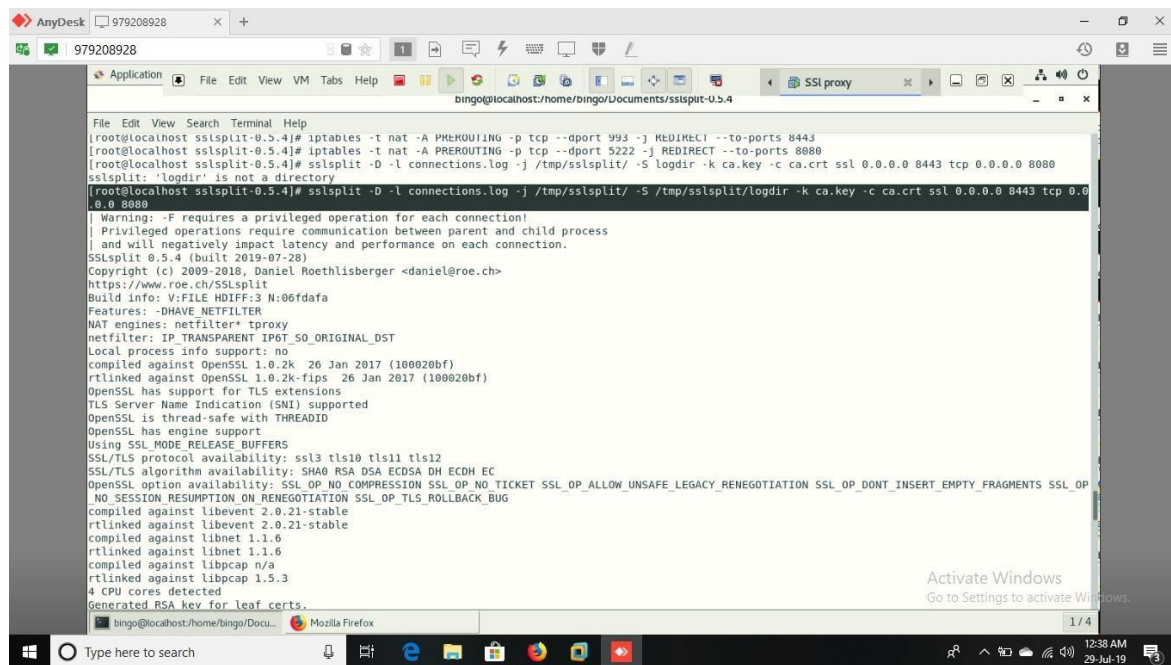 AnyDesk 979208928
979208928
1
Application File Edit View VM Tabs Help SSl proxy
bingo@localhost:/home/bingo/Documents/sslsplit-0.5.4
File Edit View Search Terminal Help
[root@localhost sslsplit-0.5.4]# iptables -t nat -A PREROUTING -p tcp --dport 993 -j REDIRECT --to-ports 8443
[root@localhost sslsplit-0.5.4]# iptables -t nat -A PREROUTING -p tcp --dport 5222 -j REDIRECT --to-ports 8080
[root@localhost sslsplit-0.5.4]# sslsplit -D -l connections.log -j /tmp/sslsplit/ -S logdir -k ca.key -c ca.crt ssl 0.0.0.0 8443 tcp 0.0.0.0 8080
sslsplit: 'logdir' is not a directory
[root@localhost sslsplit-0.5.4]# sslsplit -D -l connections.log -j /tmp/sslsplit/ -S /tmp/sslsplit/logdir -k ca.key -c ca.crt ssl 0.0.0.0 8443 tcp 0.0
.0.0 8080
| Warning: -F requires a privileged operation for each connection!
| Privileged operations require communication between parent and child process
| and will negatively impact latency and performance on each connection.
SSLsplit 0.5.4 (built 2019-07-28)
Copyright (c) 2009-2018, Daniel Roethlisberger <daniel@roe.ch>
https://www.roe.ch/SSLsplit
Build info: V:FILE HDIFF:3 N:06fdafa
Features: -DHAVE_NETFILTER
NAT engines: netfilter* tproxy
netfilter: IP_TRANSPARENT IP6T_SO_ORIGINAL_DST
Local process info support: no
compiled against OpenSSL 1.0.2k 26 Jan 2017 (100020bf)
rtlinked against OpenSSL 1.0.2k-fips 26 Jan 2017 (100020bf)
OpenSSL has support for TLS extensions
TLS Server Name Indication (SNI) supported
OpenSSL is thread-safe with THREADID
OpenSSL has engine support
Using SSL_MODE_RELEASE_BUFFERS
SSL/TLS protocol availability: ssl3 tls10 tls11 tls12
SSL/TLS algorithm availability: SHA0 RSA DSA ECDSA DH ECDH EC
OpenSSL option availability: SSL_OP_NO_COMPRESSION SSL_OP_NO_TICKET SSL_OP_ALLOW_UNSAFE_LEGACY_RENEGOTIATION SSL_OP_DONT_INSERT_EMPTY_FRAGMENTS SSL_OP
_NO_SESSION_RESUMPTION_ON_RENEGOTIATION SSL_OP_TLS_ROLLBACK_BUG
compiled against libevent 2.0.21-stable
rtlinked against libevent 2.0.21-stable
compiled against libnet 1.1.6
rtlinked against libnet 1.1.6
compiled against libpcap n/a
rtlinked against libpcap 1.5.3
4 CPU cores detected
Generated RSA key for leaf certs.
Activate Windows
Go to Settings to activate Windows.
bingo@localhost:/home/bingo/Docu... Mozilla Firefox 1 / 4
Type here to search
12:38 AM
29-Jul-19
3